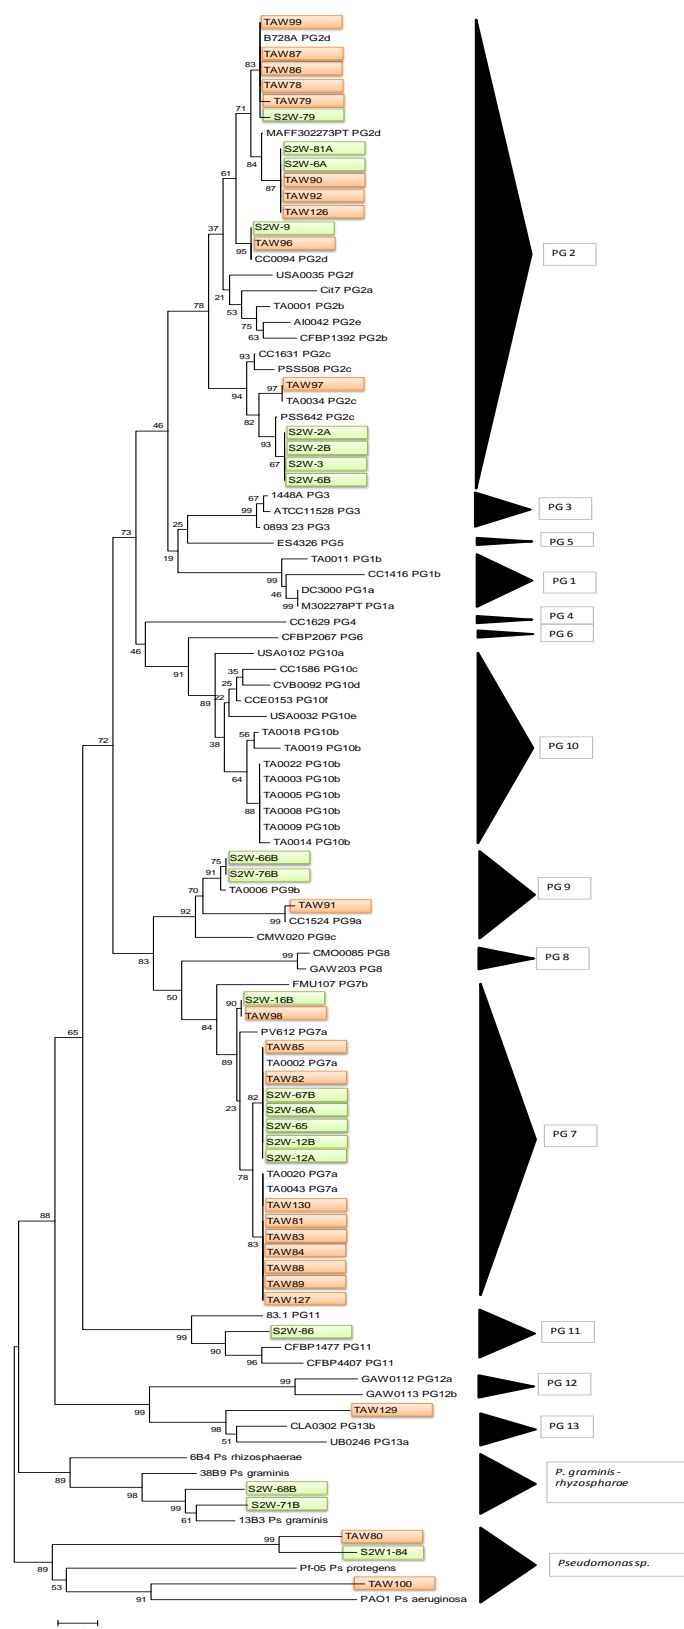 TAW99
B728A PG2d
83
TAW87
TAW86
TAW78
TAW79
71
S2W-79
MAFF302273PT PG2d
S2W-81A
84
S2W-6A
61
TAW90
87
TAW92
TAW126
S2W-9
37
TAW96
95
CC0094 PG2d
USA0035 PG2f
PG 2
21
Cit7 PG2a
53
TA0001 PG2b
78
75
AI0042 PG2e
63
CFBP1392 PG2b
93
CC1631 PG2c
PSS508 PG2c
97
TAW97
94
TA0034 PG2c
82
PSS642 PG2c
46
S2W-2A
93
S2W-2B
67
S2W-3
S2W-6B
67
1448A PG3
99
ATCC11528 PG3
PG 3
25
0893 23 PG3
73
ES4326 PG5
PG 5
19
TA0011 PG1b
99
CC1416 PG1b
PG 1
46
DC3000 PG1a
99
M302278PT PG1a
CC1629 PG4
PG 4
46
CFBP2067 PG6
PG 6
91
USA0102 PG10a
35
CC1586 PG10c
25
CVB0092 PG10d
89
22
CCE0153 PG10f
USA0032 PG10e
72
38
56
TA0018 PG10b
TA0019 PG10b
PG 10
64
TA0022 PG10b
TA0003 PG10b
TA0005 PG10b
88
TA0008 PG10b
TA0009 PG10b
TA0014 PG10b
75
S2W-66B
91
S2W-76B
70
TA0006 PG9b
PG 9
92
TAW91
99
CC1524 PG9a
CMW020 PG9c
83
99
CMO0085 PG8
PG 8
50
GAW203 PG8
FMU107 PG7b
84
90
S2W-16B
TAW98
65
PV612 PG7a
89
TAW85
TA0002 PG7a
TAW82
82
S2W-67B
23
S2W-66A
S2W-65
PG 7
S2W-12B
S2W-12A
78
TA0020 PG7a
TA0043 PG7a
TAW130
88
TAW81
TAW83
83
TAW84
TAW88
TAW89
TAW127
83.1 PG11
99
S2W-86
PG 11
90
CFBP1477 PG11
96
CFBP4407 PG11
99
GAW0112 PG12a
PG 12
GAW0113 PG12b
99
TAW129
98
CLA0302 PG13b
PG 13
51
UB0246 PG13a
6B4 Ps rhizosphaerae
89
38B9 Ps graminis
P. graminis -
98
S2W-68B
rhyzospharae
99
S2W-71B
61
13B3 Ps graminis
99
TAW80
S2W1-84
89
Pf-05 Ps protegens
Pseudomonas sp.
53
TAW100
91
PAO1 Ps aeruginosa